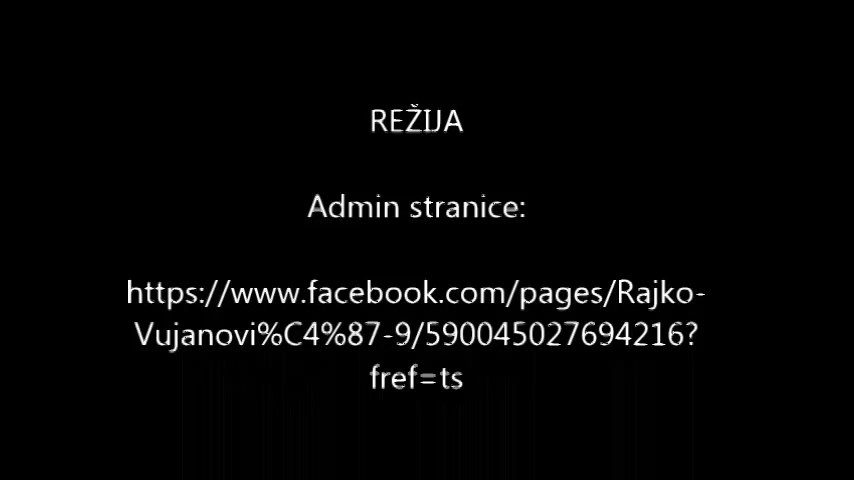 REŽIJA
Admin stranice:
https://www.facebook.com/pages/Rajko-
Vujanovi%C4%87-9/590045027694216?
fref=ts